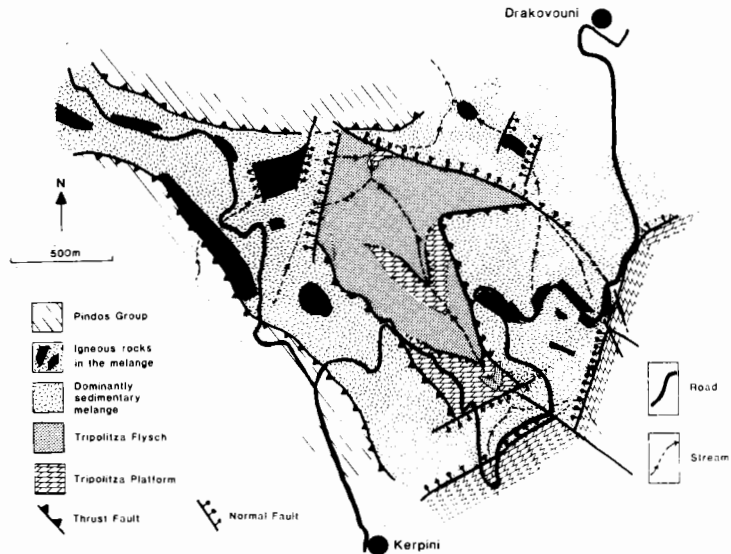 Drakovouni
N
500m
Pindos Group
Igneous rocks
in the melange
Dominantly
sedimentary
melange
Tripolitza Flysch
Tripolitza Platform
Thrust Fault
Normal Fault
Road
Stream
Kerpini